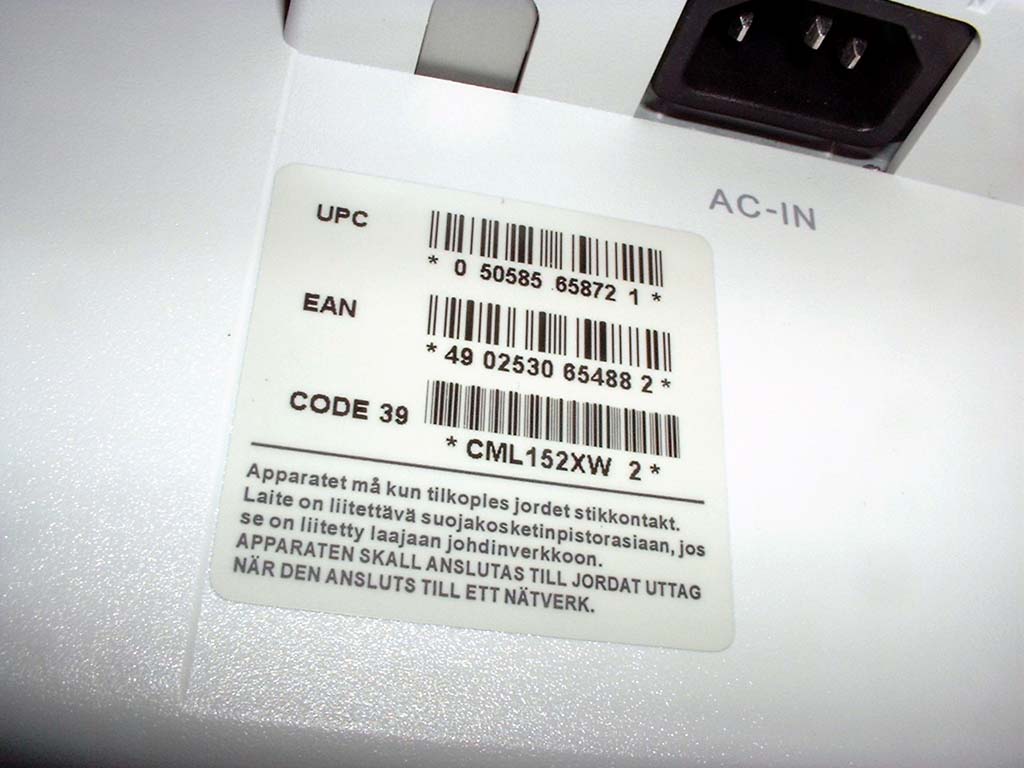 AC-IN
UPC
* 0 50585 65872 1 *
EAN
* 49 02530 65488 2 *
CODE 39
* CML152XW 2 *
Apparatet må kun tilkoples jordet stikkontakt.
Laite on liitettävä suojakosketinpistorasiaan, jos
se on liitetty laajaan johdinverkkoon.
APPARATEN SKALL ANSLUTAS TILL JORDAT UTTAG
NÄR DEN ANSLUTS TILL ETT NÄTVERK.